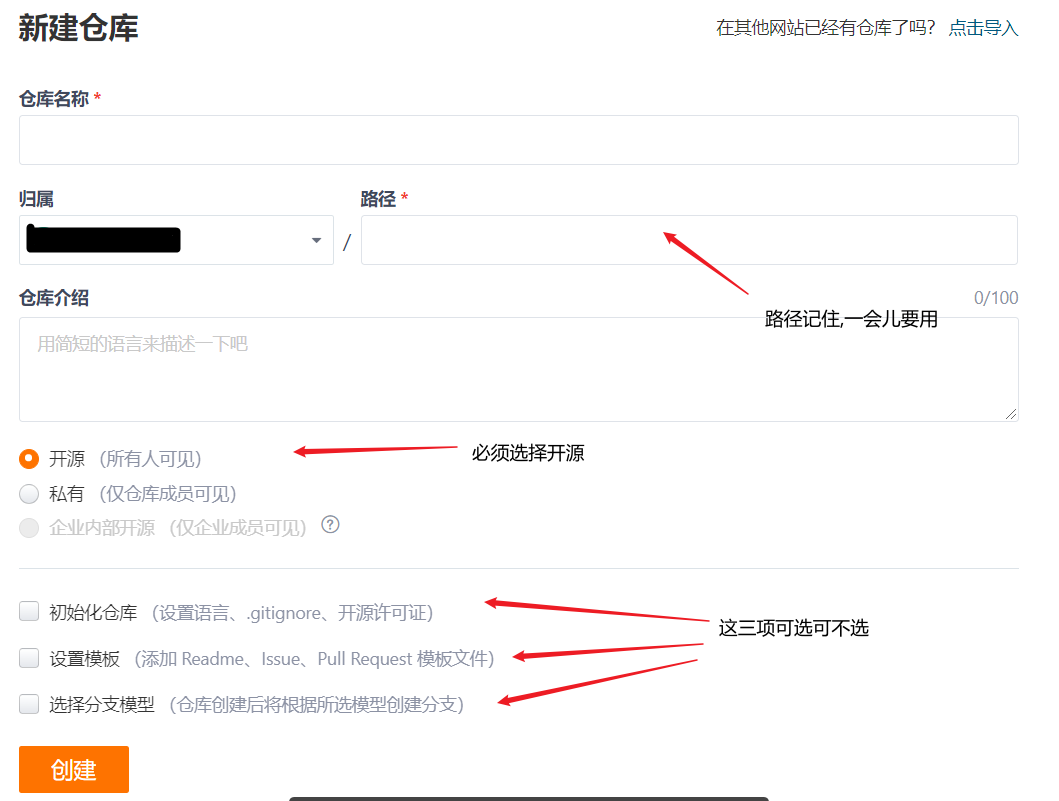 新建仓库
在其他网站已经有仓库了吗? 点击导入
仓库名称 *
归属
路径 *
/
路径记住,一会儿要用
仓库介绍
0/100
用简短的语言来描述一下吧
开源 (所有人可见)
必须选择开源
私有 (仅仓库成员可见)
企业内部开源 (仅企业成员可见) ?
初始化仓库 (设置语言、.gitignore、开源许可证)
这三项可选可不选
设置模板 (添加 Readme、Issue、Pull Request 模板文件)
选择分支模型 (仓库创建后将根据所选模型创建分支)
创建